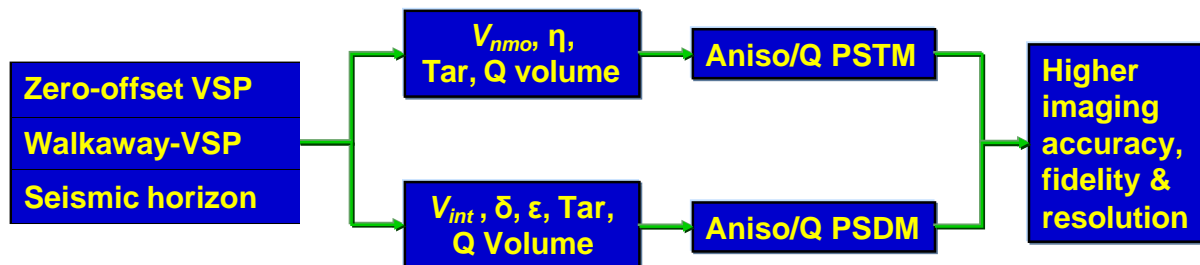 Zero-offset VSP
Walkaway-VSP
Seismic horizon
Vnmo, η,
Tar, Q volume
Aniso/Q PSTM
Vint , δ, ε, Tar,
Q Volume
Aniso/Q PSDM
Higher
imaging
accuracy,
fidelity &
resolution